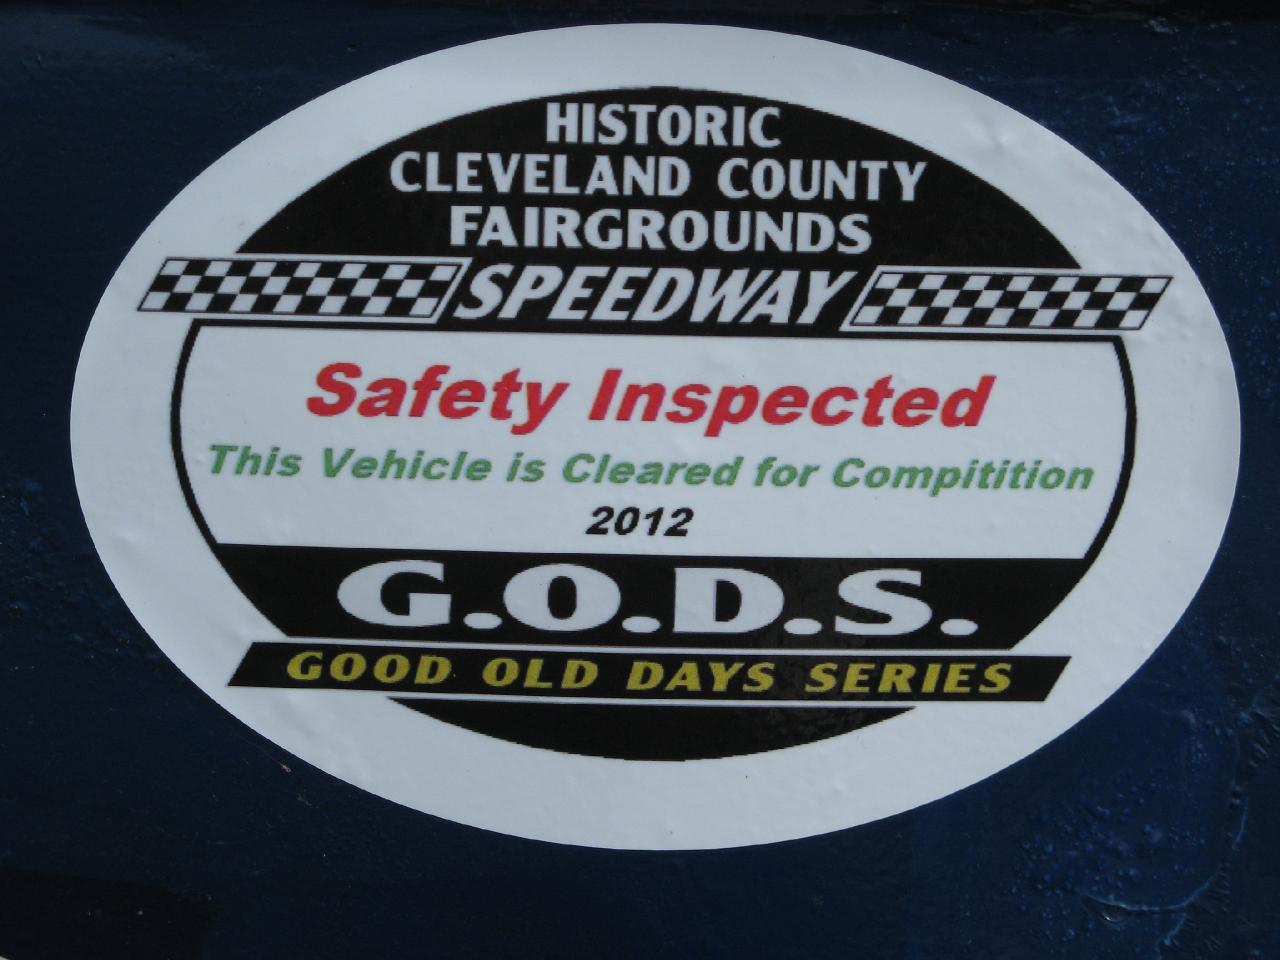 HISTORIC
CLEVELAND COUNTY
FAIRGROUNDS
SPEEDWAY
Safety Inspected
This Vehicle is Cleared for Compitition
2012
G.O.D.S.
GOOD OLD DAYS SERIES